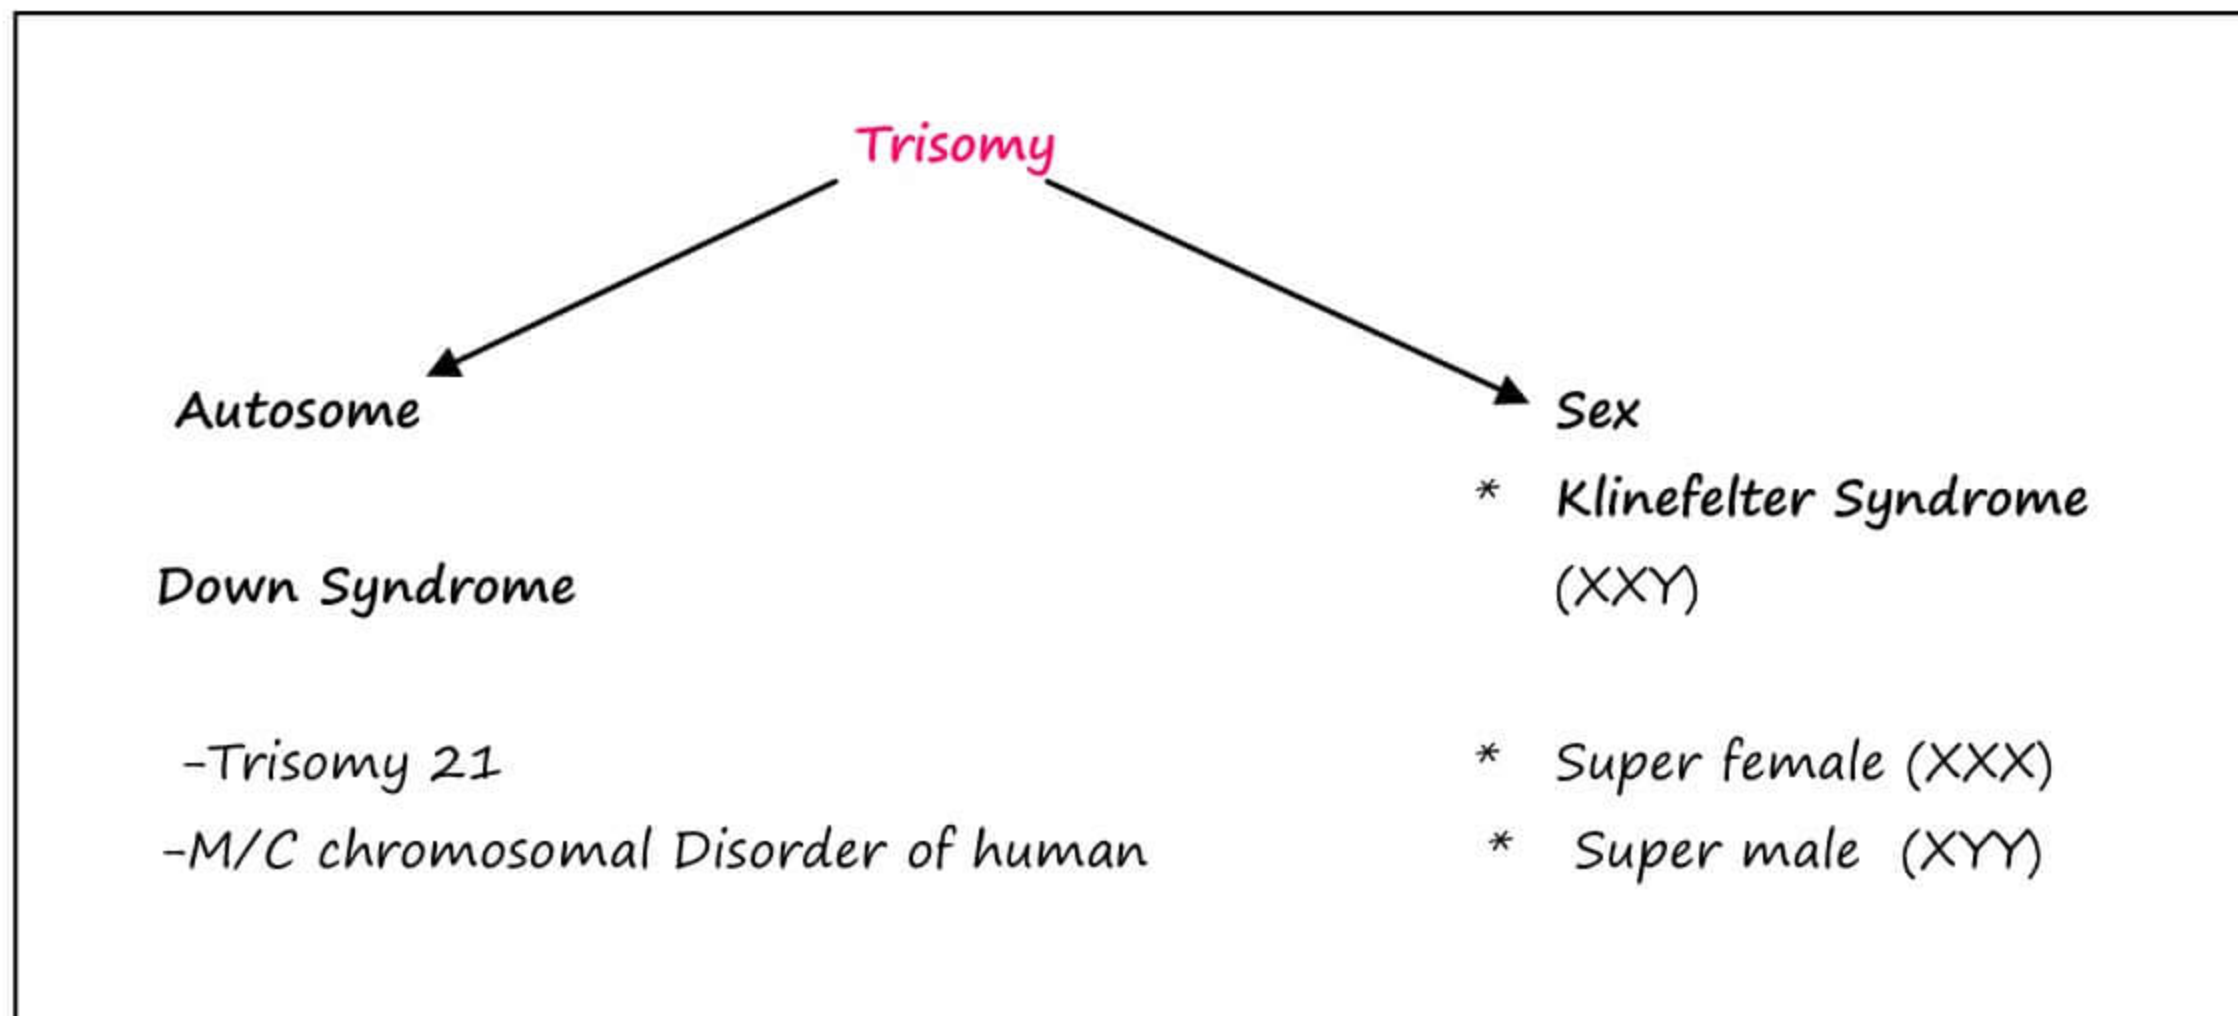 Trisomy
Autosome
Down Syndrome
-Trisomy 21
-M/C chromosomal Disorder of human
Sex
* Klinefelter Syndrome
(XXY)
* Super female (XXX)
* Super male (XYY)